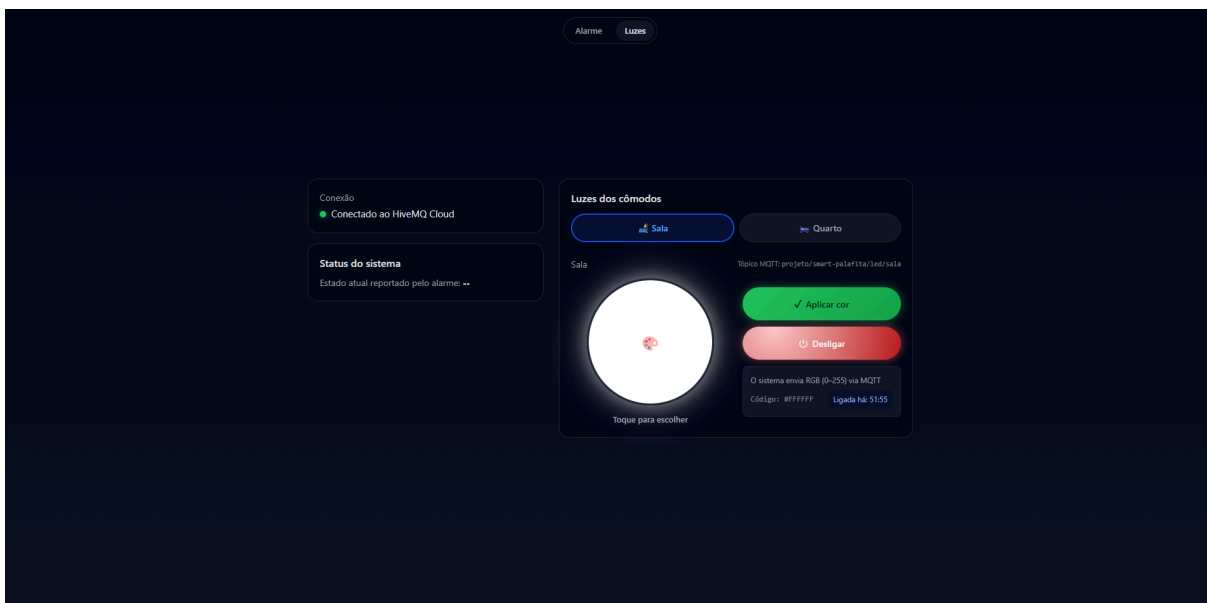 Alarme Luzes
Conexão
Conectado ao HiveMQ Cloud
Status do sistema
Estado atual reportado pelo alarme: --
Luzes dos cômodos
Sala Quarto
Sala Tópico MQTT: projeto/smart-palafita/led/sala
✓ Aplicar cor
Desligar
O sistema envia RGB (0–255) via MQTT
Código: #FFFFFF Ligada há: 51:55
Toque para escolher